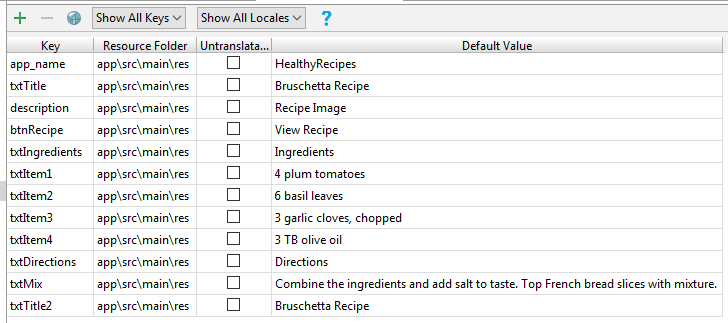 Show All Keys Show All Locales ?
Key Resource Folder Untranslata... Default Value
app_name app\src\main\res HealthyRecipes
txtTitle app\src\main\res Bruschetta Recipe
description app\src\main\res Recipe Image
btnRecipe app\src\main\res View Recipe
txtIngredients app\src\main\res Ingredients
txtItem1 app\src\main\res 4 plum tomatoes
txtItem2 app\src\main\res 6 basil leaves
txtItem3 app\src\main\res 3 garlic cloves, chopped
txtItem4 app\src\main\res 3 TB olive oil
txtDirections app\src\main\res Directions
txtMix app\src\main\res Combine the ingredients and add salt to taste. Top French bread slices with mixture.
txtTitle2 app\src\main\res Bruschetta Recipe